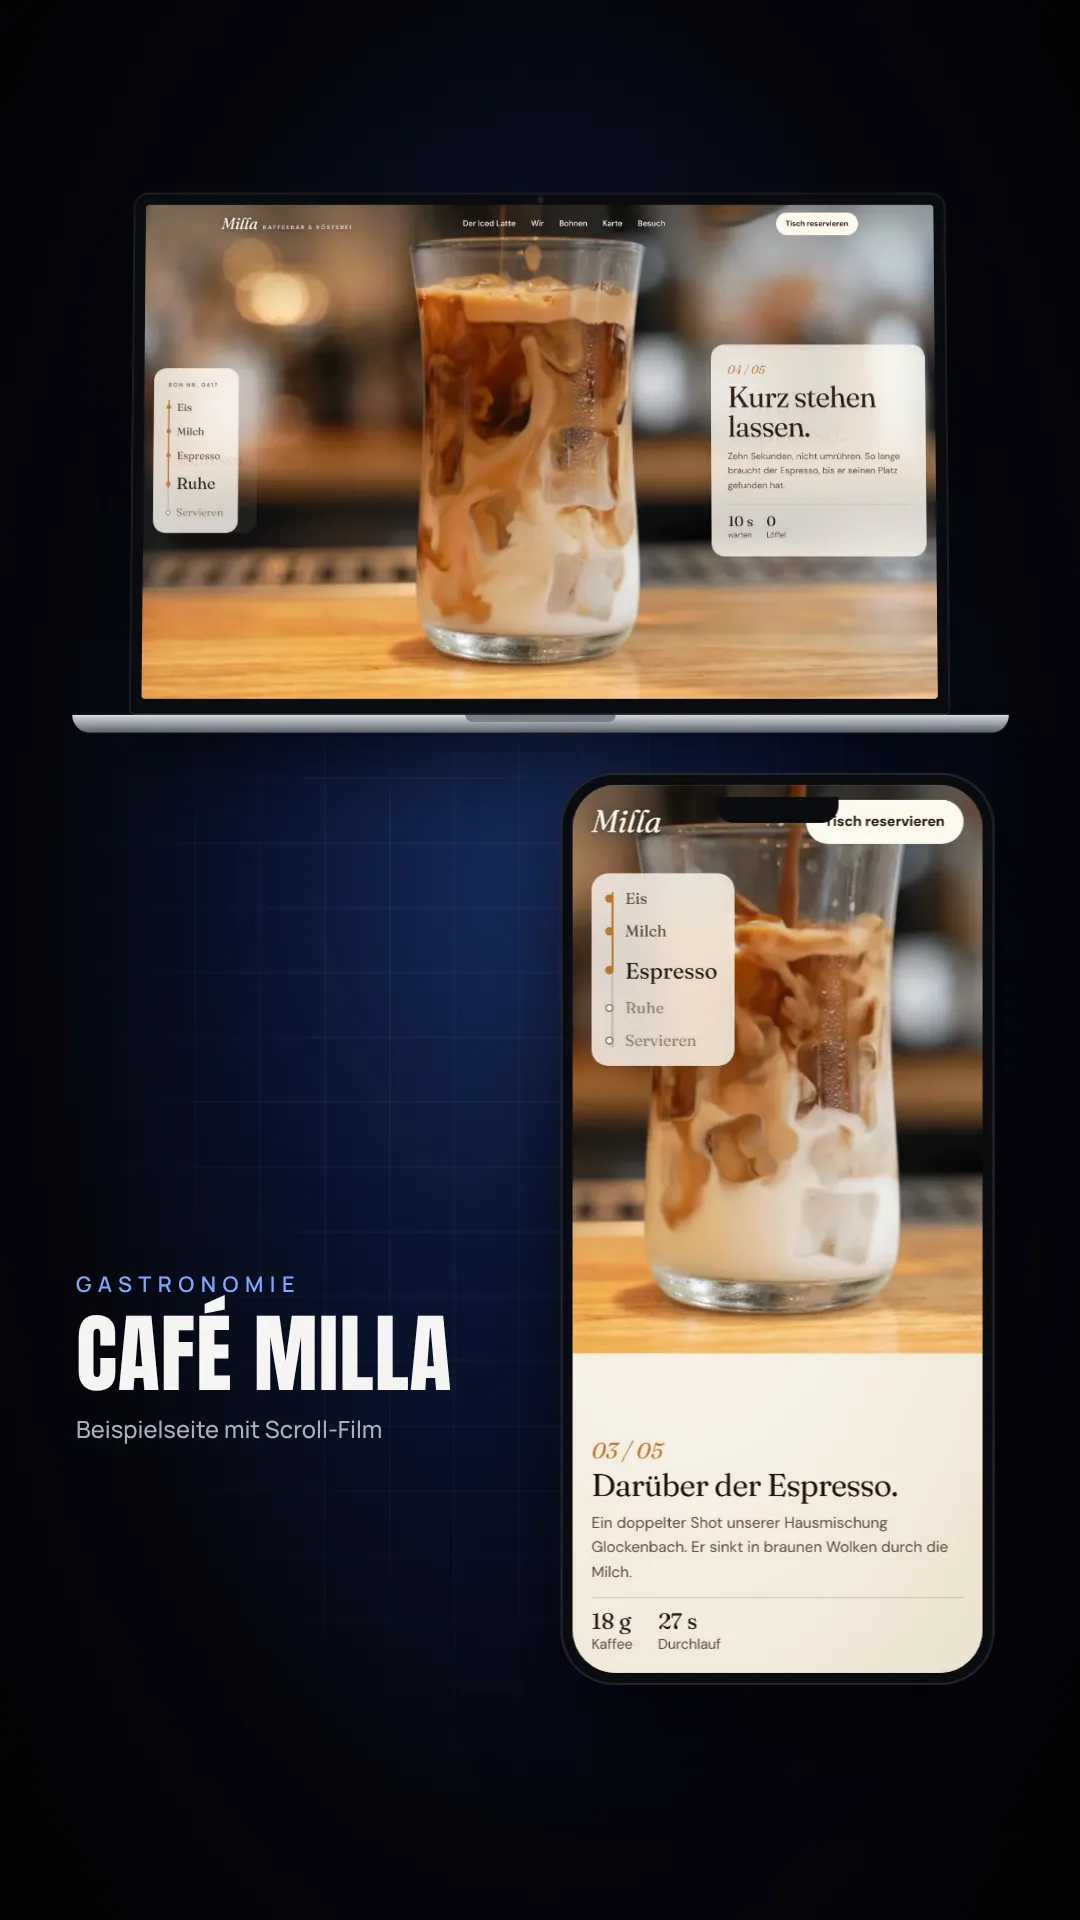 Milla KAFFEEBAR & RÖSTEREI
Der Iced Latte Wir Bohnen Karte Besuch
Tisch reservieren
BON NR. 0417
Eis
Milch
Espresso
Ruhe
Servieren
04 / 05
Kurz stehen
lassen.
Zehn Sekunden, nicht umrühren. So lange
braucht der Espresso, bis er seinen Platz
gefunden hat.
10 s 0
warten Löffel
Milla
Tisch reservieren
Eis
Milch
Espresso
Ruhe
Servieren
03 / 05
Darüber der Espresso.
Ein doppelter Shot unserer Hausmischung
Glockenbach. Er sinkt in braunen Wolken durch die
Milch.
18 g 27 s
Kaffee Durchlauf
GASTRONOMIE
CAFÉ MILLA
Beispielseite mit Scroll-Film